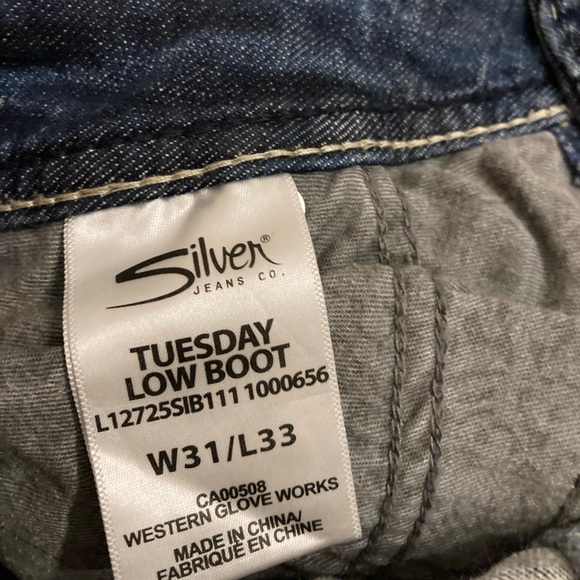 Silver®
JEANS CO.
TUESDAY
LOW BOOT
L12725SIB111 1000656
W31/L33
CA00508
WESTERN GLOVE WORKS
MADE IN CHINA/
FABRIQUÉ EN CHINE